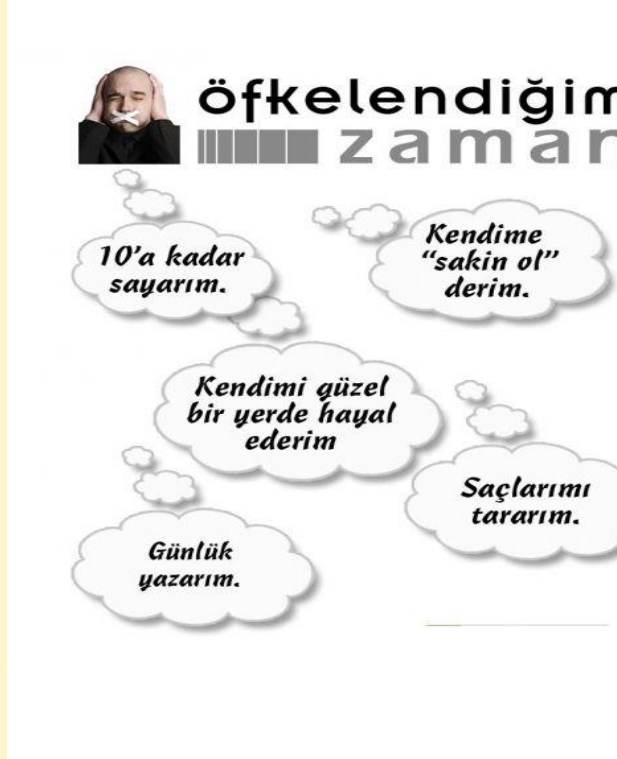 öfkelendiğim
zaman
10'a kadar
sayarım.
Kendime
“sakin ol”
derim.
Kendimi güzel
bir yerde hayal
ederim
Saçlarımı
tararım.
Günlük
yazarım.